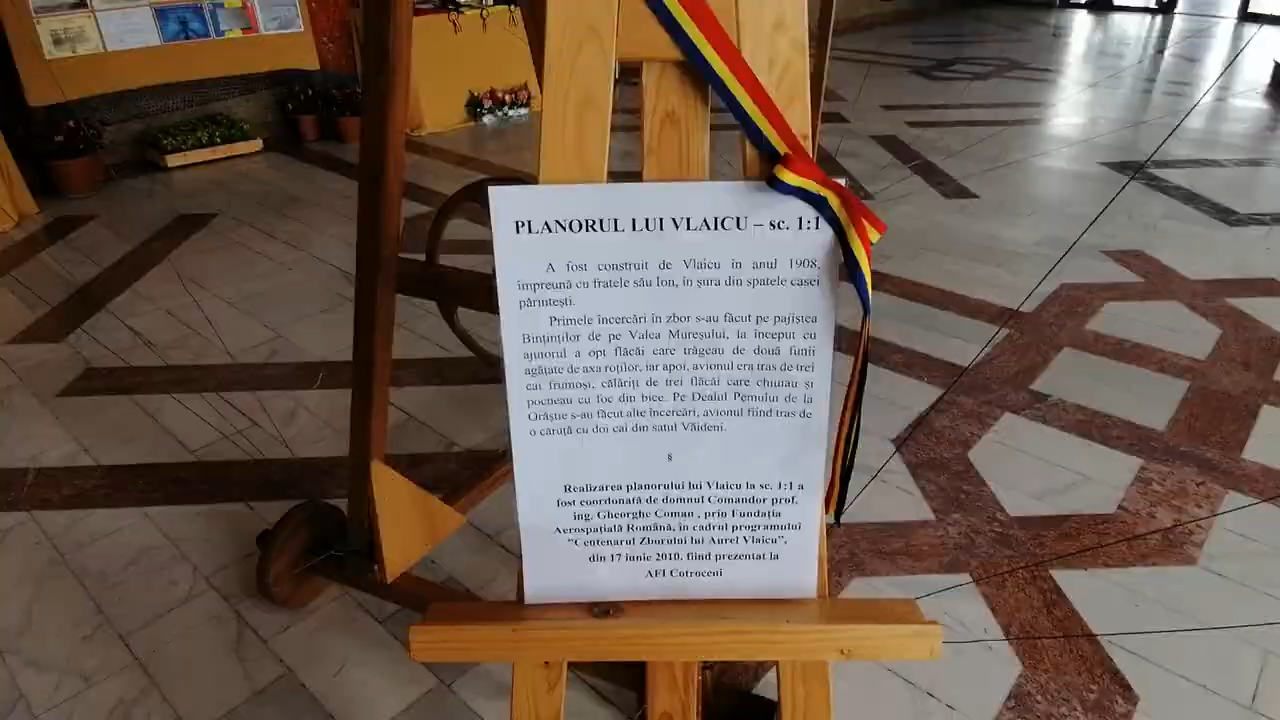 PLANORUL LUI VLAICU – sc. 1:1
A fost construit de Vlaicu în anul 1908,
împreună cu fratele său Ion, în șura din spatele casei
părintești.
Primele încercări în zbor s-au făcut pe pajiștea
Binținților de pe Valea Mureșului, la început cu
ajutorul a opt flăcăi care trăgeau de două funii
agățate de axa roților, iar apoi, avionul era tras de trei
cai frumoși, călăriți de trei flăcăi care chiuiau și
pocneau cu foc din bice. Pe Dealul Pemului de la
Orăștie s-au făcut alte încercări, avionul fiind tras de
o căruță cu doi cai din satul Văideni.
§
Realizarea planorului lui Vlaicu la sc. 1:1 a
fost coordonată de domnul Comandor prof.
ing. Gheorghe Coman , prin Fundația
Aerospațială Română, în cadrul programului
"Centenarul Zborului lui Aurel Vlaicu",
din 17 iunie 2010, fiind prezentat la
AFI Cotroceni